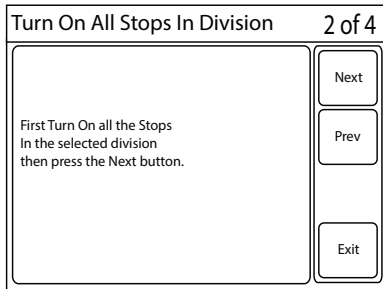 Turn On All Stops In Division 2 of 4
Next
First Turn On all the Stops
In the selected division
then press the Next button.
Prev
Exit